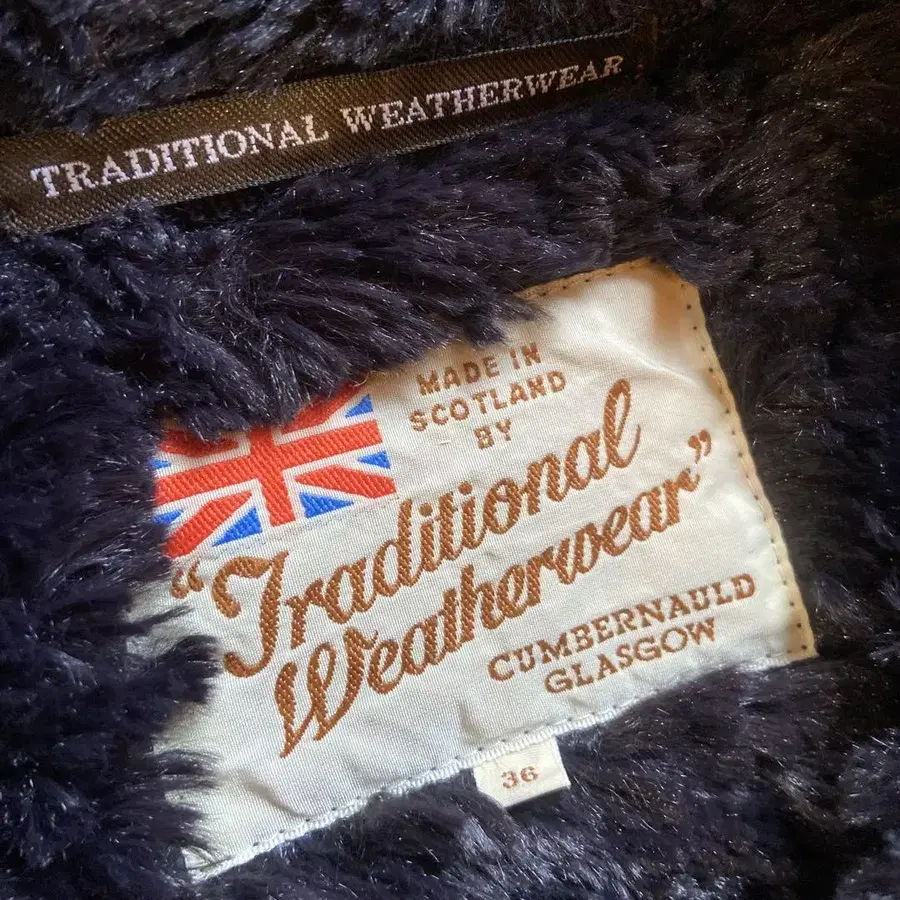 TRADITIONAL WEATHERWEAR
MADE IN
SCOTLAND
BY
“Traditional
Weatherwear”
CUMBERNAULD
GLASGOW
36